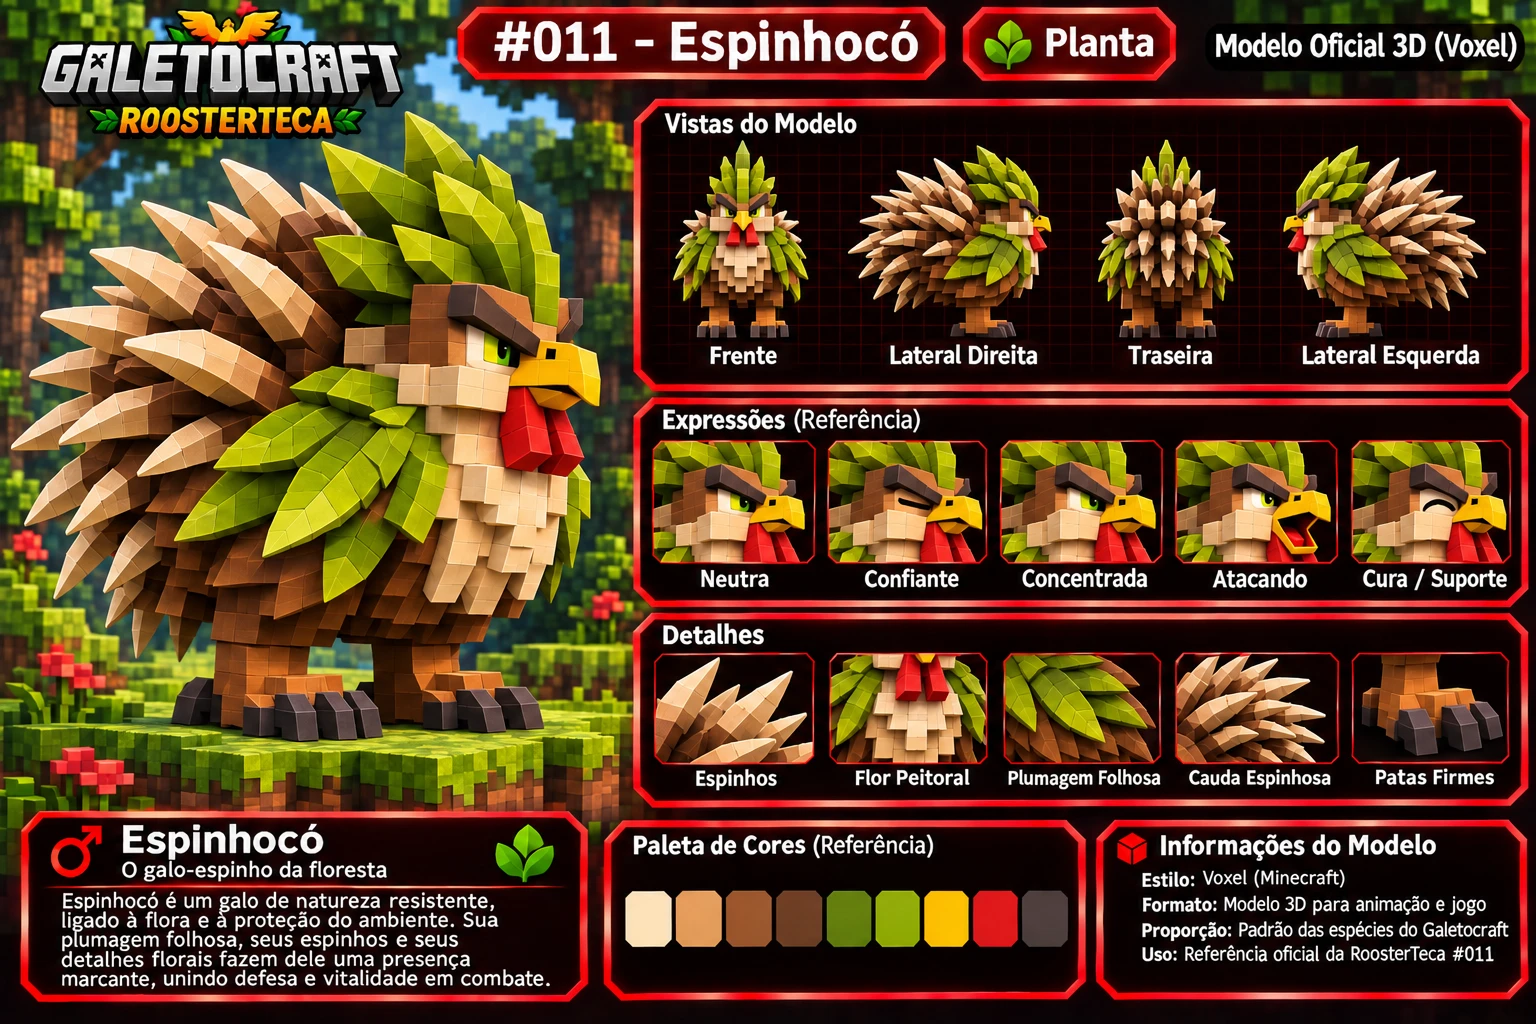 GALETOCRAFT
ROOSTERTECA
#011 - Espinhocó
Planta
Modelo Oficial 3D (Voxel)
Vistas do Modelo
Frente
Lateral Direita
Traseira
Lateral Esquerda
Expressões (Referência)
Neutra
Confiante
Concentrada
Atacando
Cura / Suporte
Detalhes
Espinhos
Flor Peitoral
Plumagem Folhosa
Cauda Espinhosa
Patas Firmes
Espinhocó
O galo-espinho da floresta
Espinhocó é um galo de natureza resistente,
ligado à flora e à proteção do ambiente. Sua
plumagem folhosa, seus espinhos e seus
detalhes florais fazem dele uma presença
marcante, unindo defesa e vitalidade em combate.
Paleta de Cores (Referência)
Informações do Modelo
Estilo: Voxel (Minecraft)
Formato: Modelo 3D para animação e jogo
Proporção: Padrão das espécies do Galetocraft
Uso: Referência oficial da RoosterTeca #011